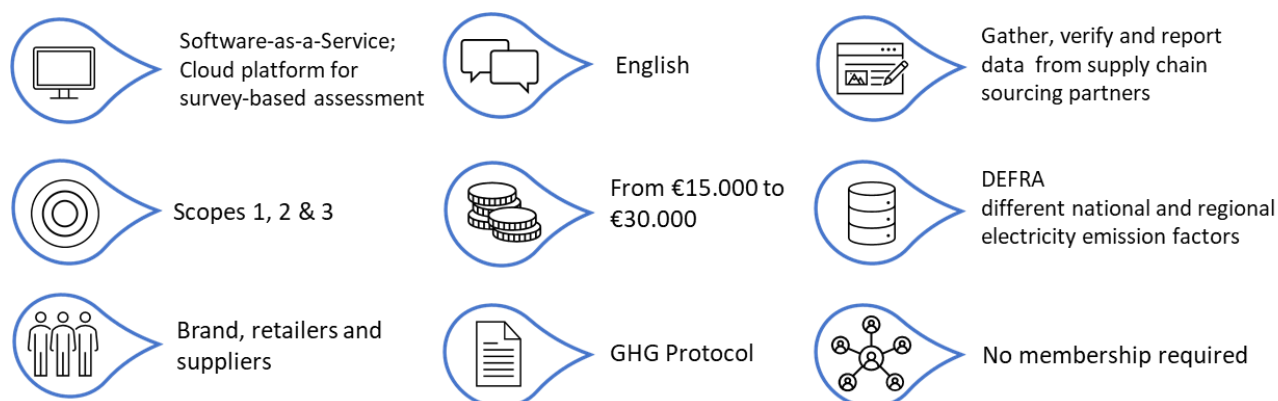 Software-as-a-Service;
Cloud platform for
survey-based assessment
English
Gather, verify and report
data from supply chain
sourcing partners
Scopes 1, 2 & 3
From €15.000 to
€30.000
DEFRA
different national and regional
electricity emission factors
Brand, retailers and
suppliers
GHG Protocol
No membership required